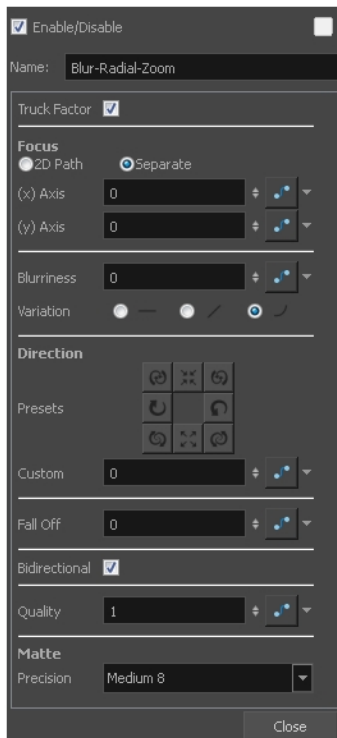 Enable/Disable
Name: Blur-Radial-Zoom
Truck Factor
Focus
2D Path Separate
(x) Axis 0
(y) Axis 0
Blurriness 0
Variation
Direction
Presets
Custom 0
Fall Off 0
Bidirectional
Quality 1
Matte
Precision Medium 8
Close